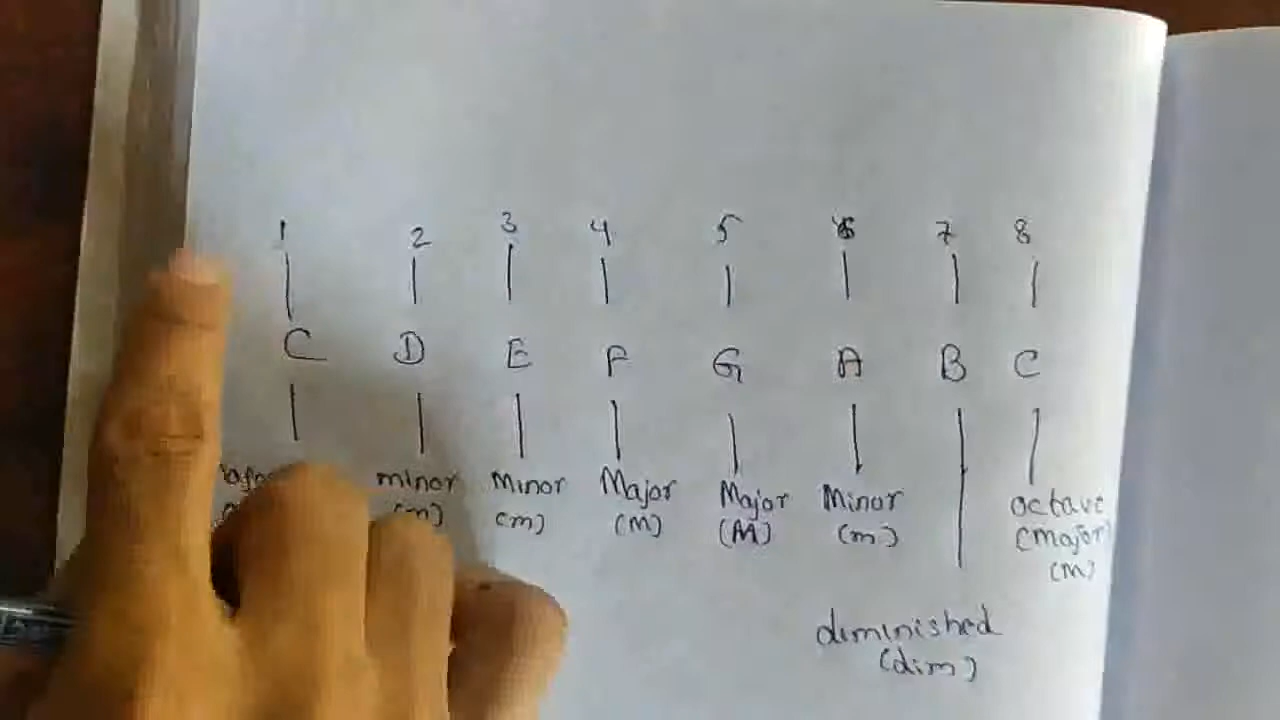 1 2 3 4 5 6 7 8
C D E F G A B C
minor Minor Major Major Minor octave
(m) (m) (M) (M) (m) (major)
(M)
diminished
(dim)